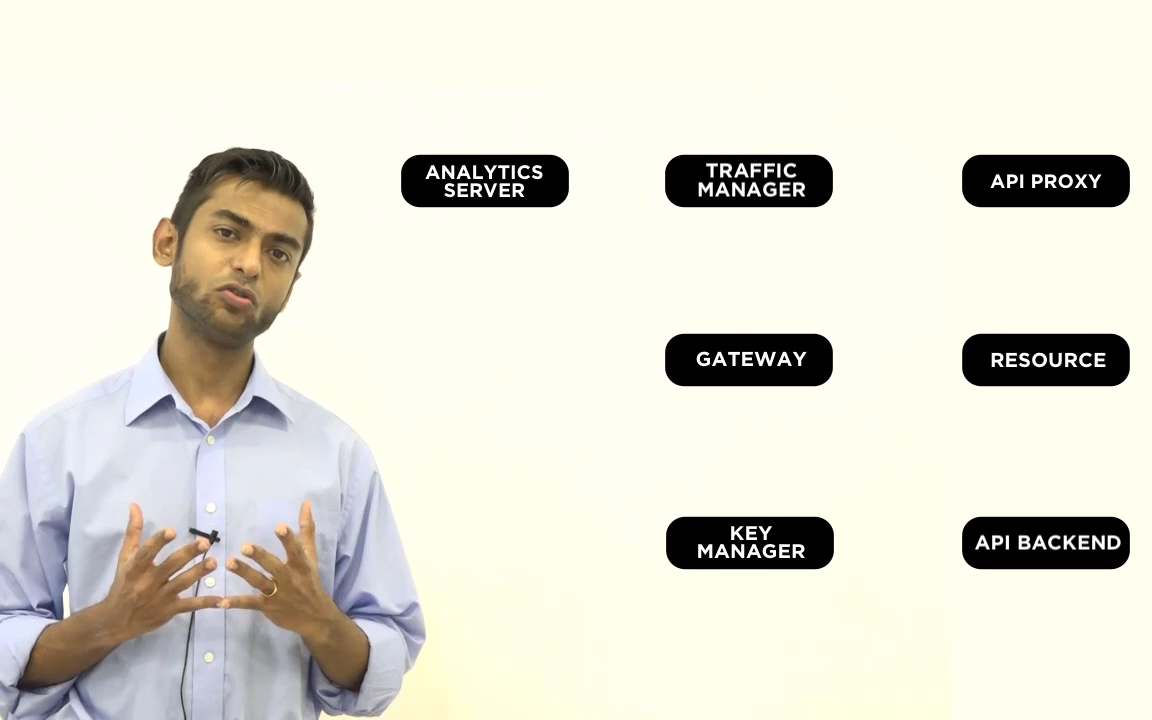 ANALYTICS
SERVER
TRAFFIC
MANAGER
API PROXY
GATEWAY
RESOURCE
KEY
MANAGER
API BACKEND